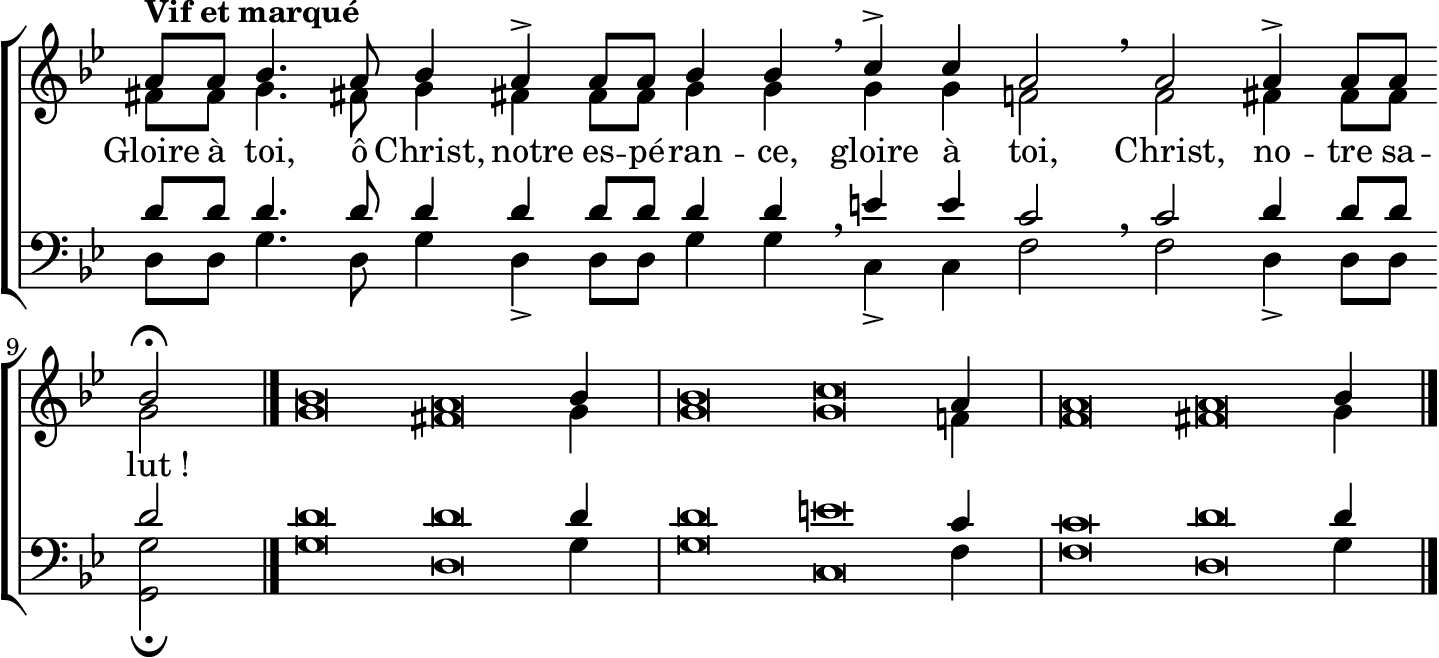 Vif et marqué
Gloire à toi, ô Christ, notre es -- pé -- ran -- ce, gloire à toi, Christ, no -- tre sa --
9
lut !